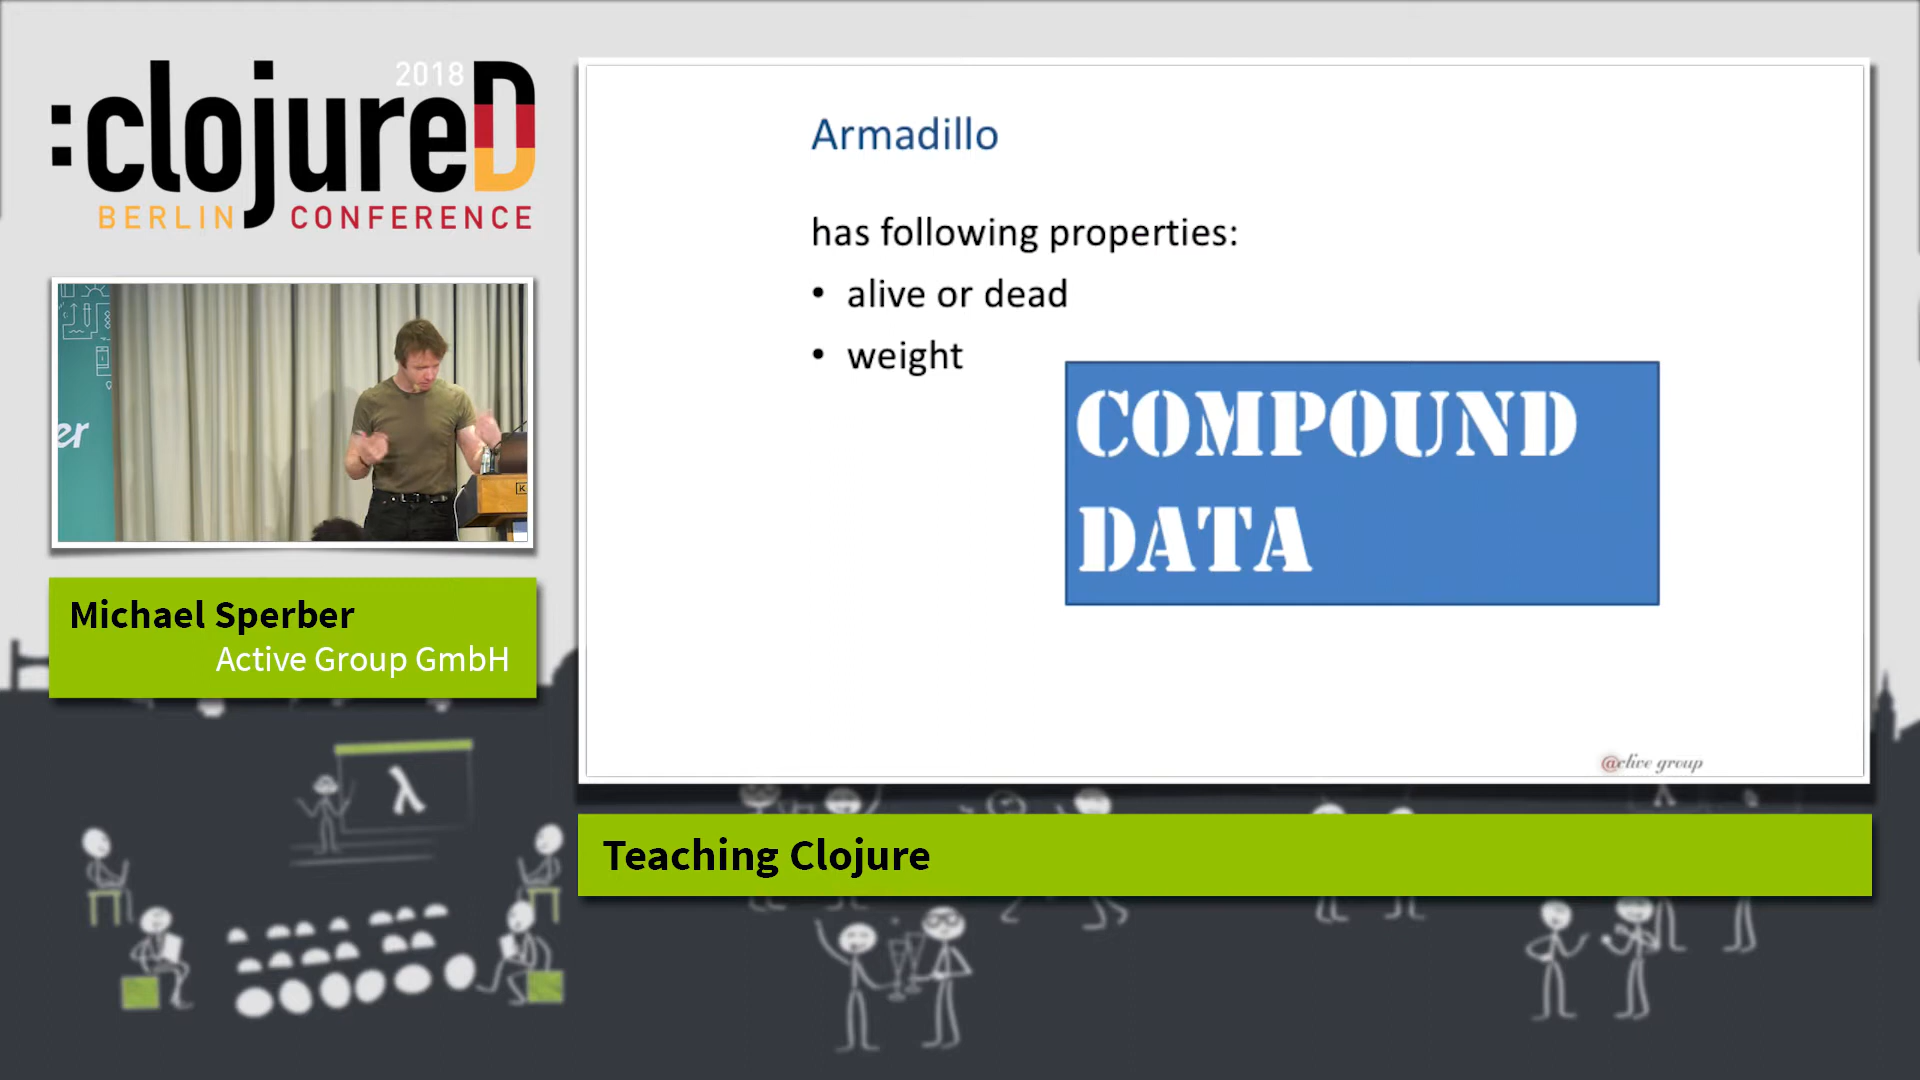 2018
:clojureD
BERLIN CONFERENCE
er
K
Michael Sperber
Active Group GmbH
λ
Armadillo
has following properties:
• alive or dead
• weight
COMPOUND
DATA
@ctive group
Teaching Clojure